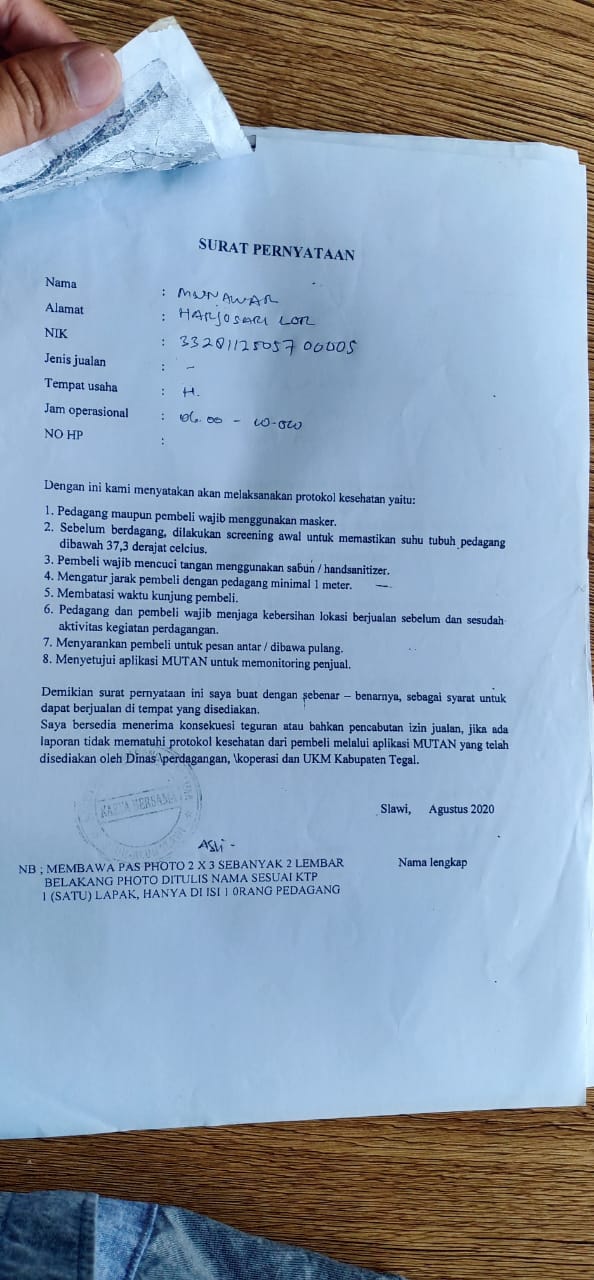 SURAT PERNYATAAN
Nama : MUNAWAR
Alamat : HARJOSARI LOR
NIK : 3328112505700005
Jenis jualan : -
Tempat usaha : H.
Jam operasional : 06.00 - 10-00
NO HP :
Dengan ini kami menyatakan akan melaksanakan protokol kesehatan yaitu:
1. Pedagang maupun pembeli wajib menggunakan masker.
2. Sebelum berdagang, dilakukan screening awal untuk memastikan suhu tubuh pedagang
dibawah 37,3 derajat celcius.
3. Pembeli wajib mencuci tangan menggunakan sabun / handsanitizer.
4. Mengatur jarak pembeli dengan pedagang minimal 1 meter.
5. Membatasi waktu kunjung pembeli.
6. Pedagang dan pembeli wajib menjaga kebersihan lokasi berjualan sebelum dan sesudah
aktivitas kegiatan perdagangan.
7. Menyarankan pembeli untuk pesan antar / dibawa pulang.
8. Menyetujui aplikasi MUTAN untuk memonitoring penjual.
Demikian surat pernyataan ini saya buat dengan sebenar – benarnya, sebagai syarat untuk
dapat berjualan di tempat yang disediakan.
Saya bersedia menerima konsekuesi teguran atau bahkan pencabutan izin jualan, jika ada
laporan tidak mematuhi protokol kesehatan dari pembeli melalui aplikasi MUTAN yang telah
disediakan oleh Dinas \perdagangan, \koperasi dan UKM Kabupaten Tegal.
KARYA BERSAMA
Slawi, Agustus 2020
Asli -
NB ; MEMBAWA PAS PHOTO 2 X 3 SEBANYAK 2 LEMBAR
Nama lengkap
BELAKANG PHOTO DITULIS NAMA SESUAI KTP
1 (SATU) LAPAK, HANYA DI ISI 1 0RANG PEDAGANG